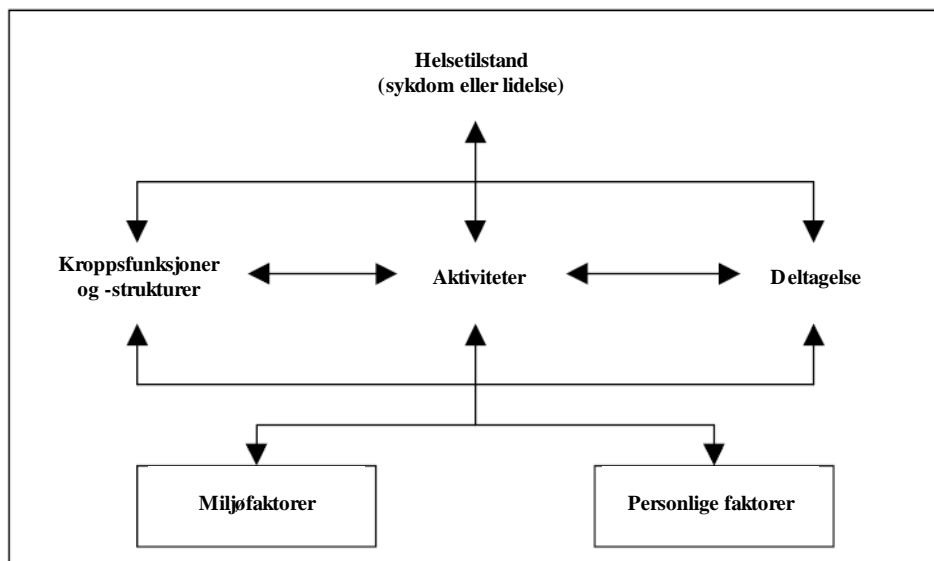 Helsetilstand
(sykdom eller lidelse)
Kroppsfunksjoner
og -strukturer
Aktiviteter
Deltagelse
Miljøfaktorer
Personlige faktorer